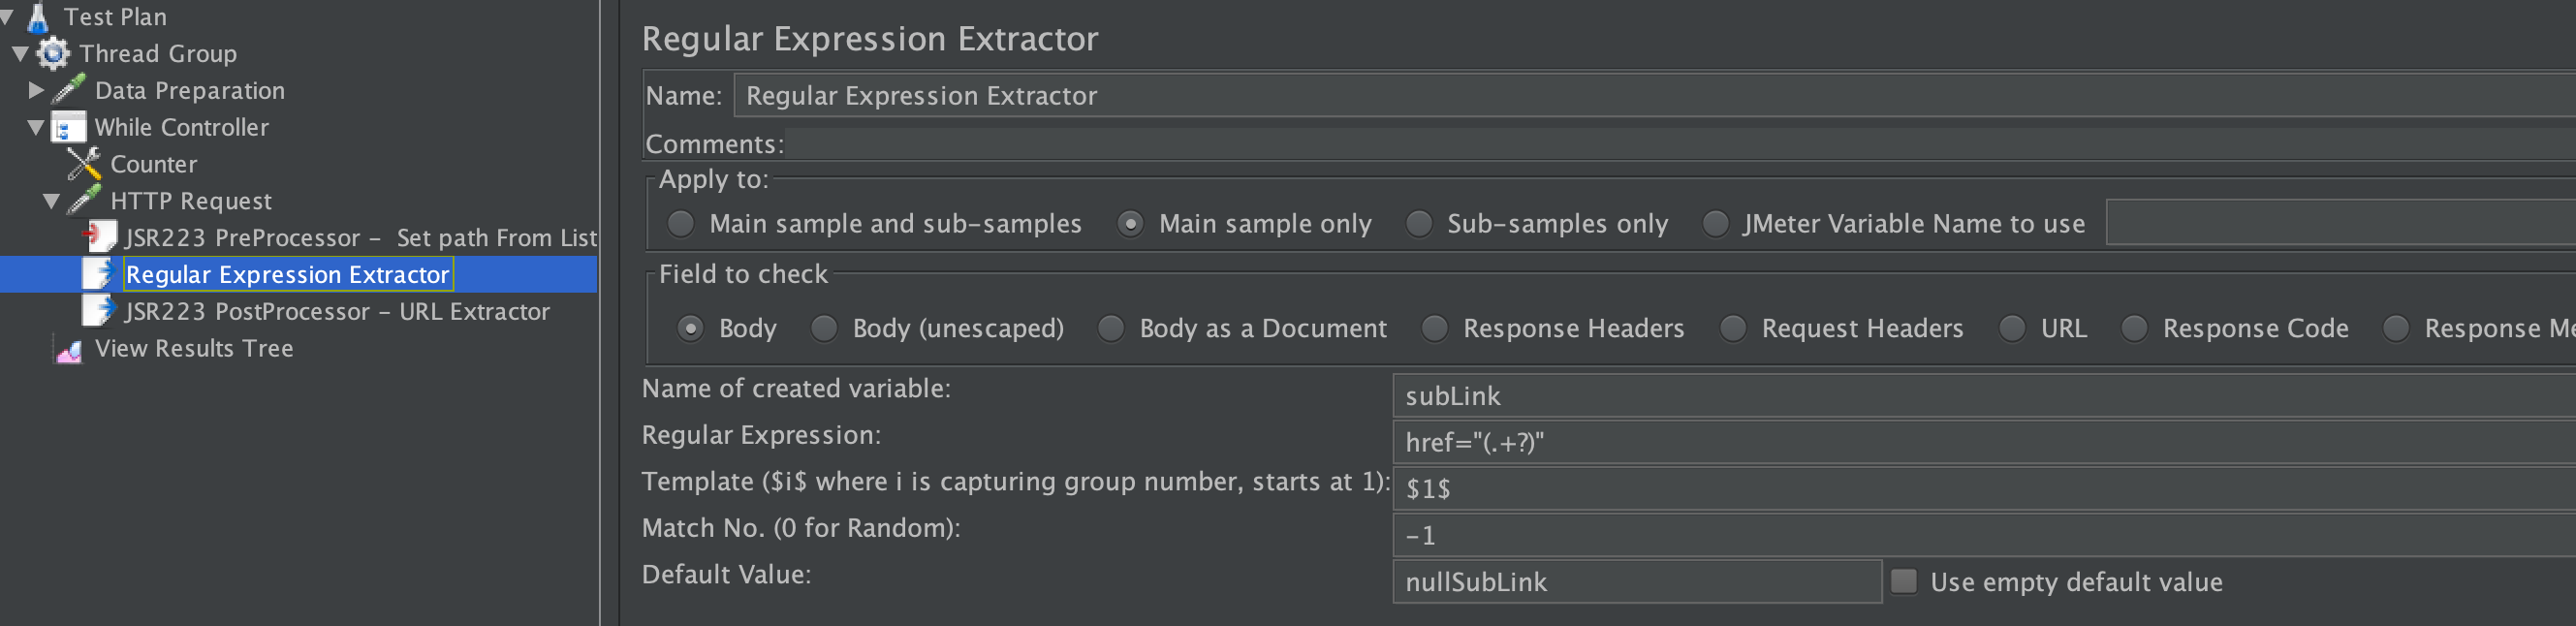 Test Plan
Thread Group
Data Preparation
While Controller
Counter
HTTP Request
JSR223 PreProcessor - Set path From List
Regular Expression Extractor
JSR223 PostProcessor - URL Extractor
View Results Tree
Regular Expression Extractor
Name: Regular Expression Extractor
Comments:
Apply to:
Main sample and sub-samples Main sample only Sub-samples only JMeter Variable Name to use
Field to check
Body Body (unescaped) Body as a Document Response Headers Request Headers URL Response Code Response Me
Name of created variable: subLink
Regular Expression: href="(.+?)"
Template ($i$ where i is capturing group number, starts at 1): $1$
Match No. (0 for Random): -1
Default Value: nullSubLink Use empty default value